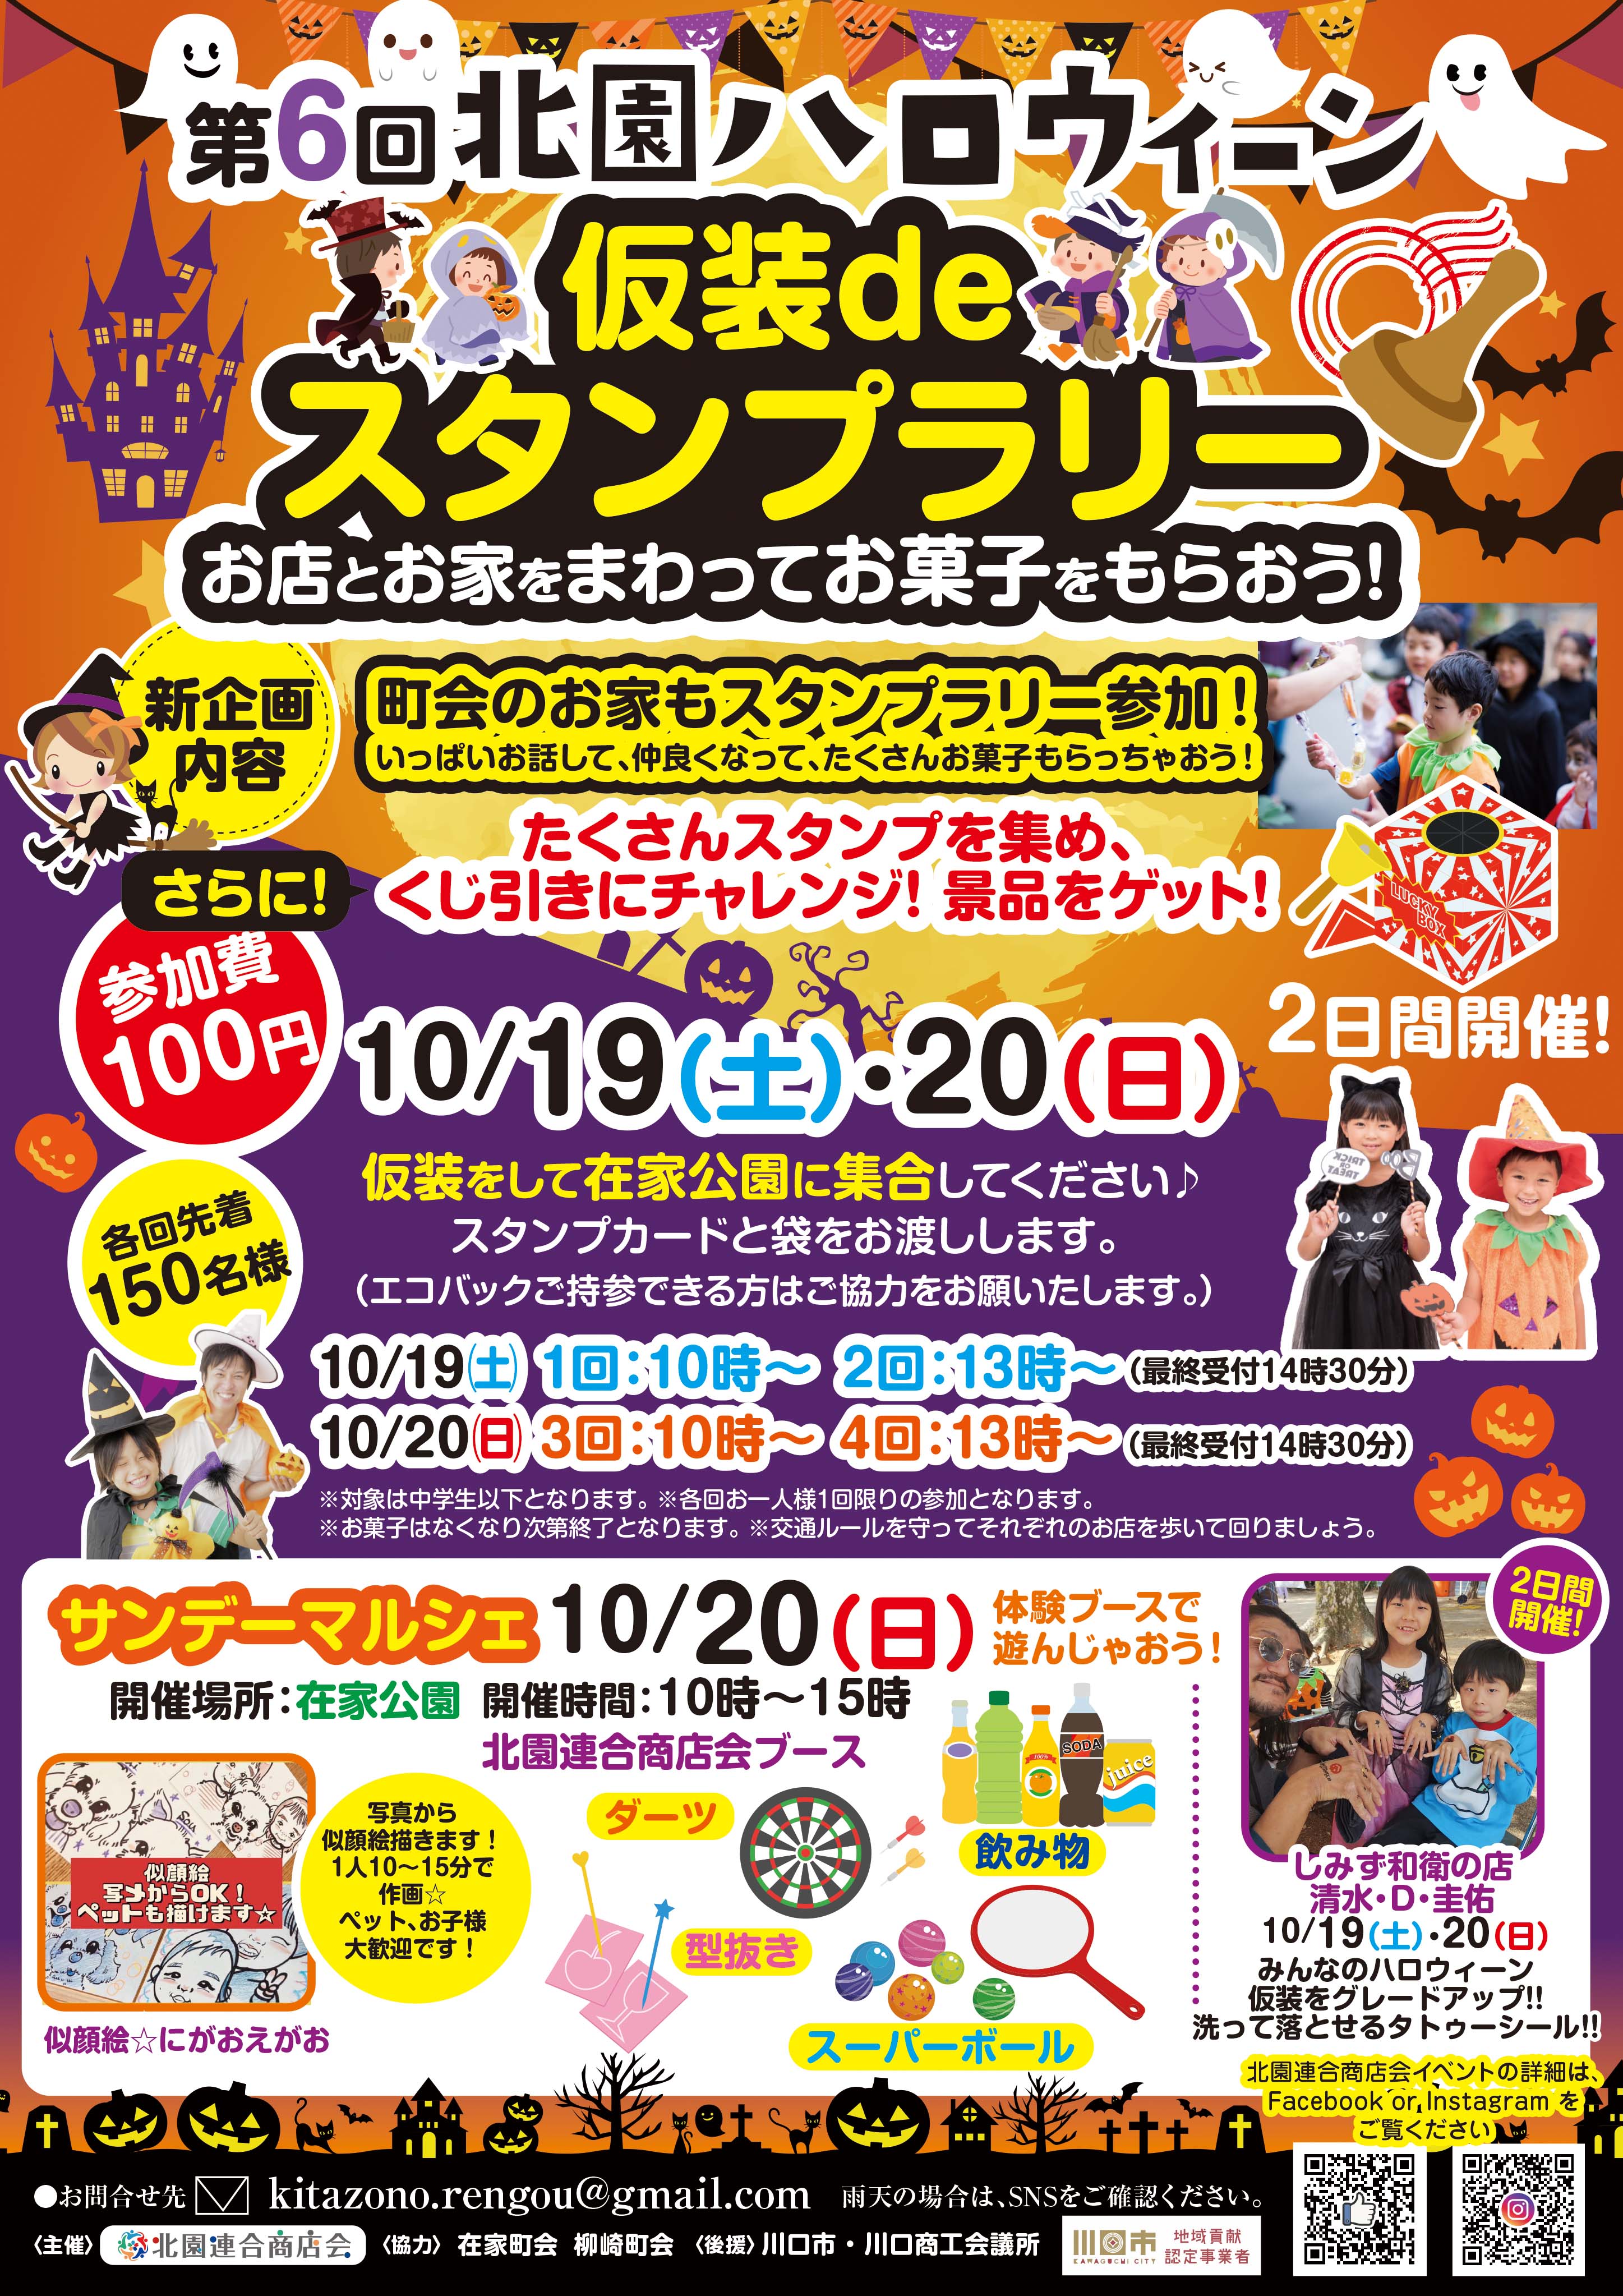 第6回 北園ハロウィーン
仮装de
スタンプラリー
お店とお家をまわってお菓子をもらおう!
新企画
内容
町会のお家もスタンプラリー参加!
いっぱいお話して、仲良くなって、たくさんお菓子もらっちゃおう!
さらに!
たくさんスタンプを集め、
くじ引きにチャレンジ! 景品をゲット!
LUCKY
BOX
参加費
100円
10/19(土)・20(日)
2日間開催!
各回先着
150名様
仮装をして在家公園に集合してください♪
スタンプカードと袋をお渡しします。
(エコバックご持参できる方はご協力をお願いたします。)
TRICK
OR
TREAT
BOO
10/19(土) 1回:10時〜 2回:13時〜(最終受付14時30分)
10/20(日) 3回:10時〜 4回:13時〜(最終受付14時30分)
※対象は中学生以下となります。※各回お一人様1回限りの参加となります。
※お菓子はなくなり次第終了となります。※交通ルールを守ってそれぞれのお店を歩いて回りましょう。
サンデーマルシェ 10/20(日)
体験ブースで
遊んじゃおう!
開催場所:在家公園 開催時間:10時〜15時
北園連合商店会ブース
似顔絵
写メからOK!
ペットも描けます☆
似顔絵☆にがおえがお
写真から
似顔絵描きます!
1人10〜15分で
作画☆
ペット、お子様
大歓迎です!
ダーツ
100%
SODA
juice
飲み物
型抜き
スーパーボール
2日間
開催!
しみず和衛の店
清水・D・圭佑
10/19(土)・20(日)
みんなのハロウィーン
仮装をグレードアップ!!
洗って落とせるタトゥーシール!!
北園連合商店会イベントの詳細は、
Facebook or Instagram を
ご覧ください
●お問合せ先 kitazono.rengou@gmail.com 雨天の場合は、SNSをご確認ください。
〈主催〉 北園連合商店会 〈協力〉 在家町会 柳崎町会 〈後援〉川口市・川口商工会議所
川口市
KAWAGUCHI CITY
地域貢献
認定事業者